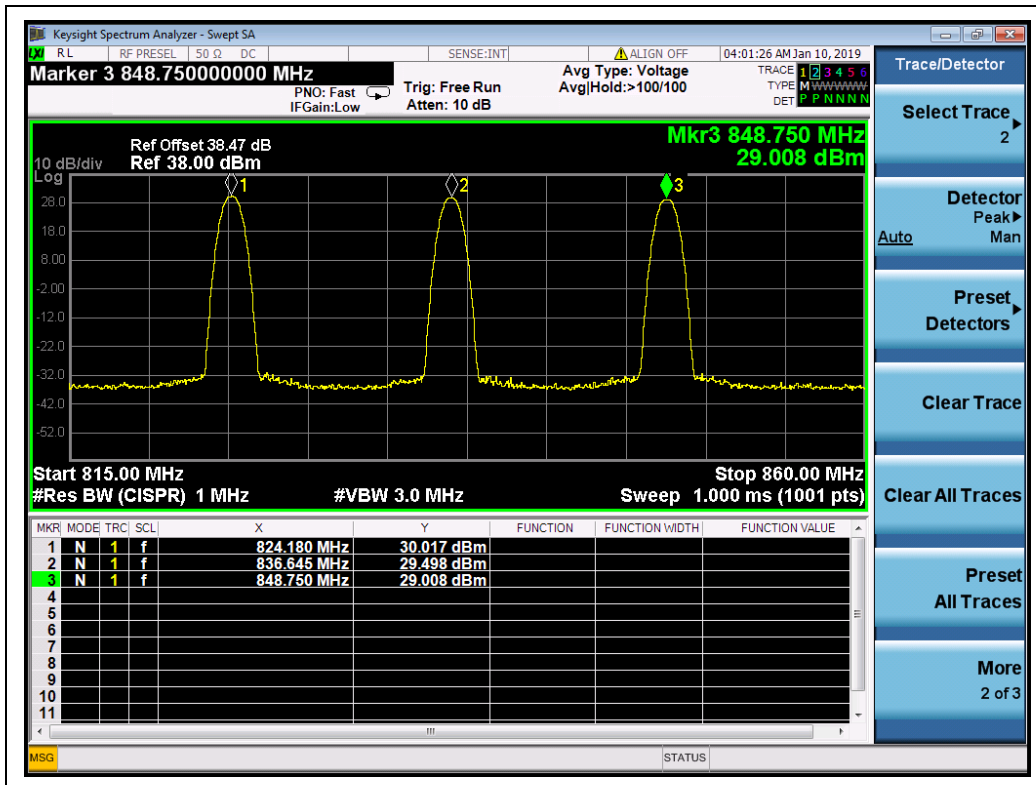 Keysight Spectrum Analyzer - Swept SA
LXI RL RF PRESEL 50 Ω DC SENSE:INT ALIGN OFF 04:01:26 AM Jan 10, 2019
Marker 3 848.750000000 MHz
PNO: Fast
IFGain:Low
Trig: Free Run
Atten: 10 dB
Avg Type: Voltage
Avg|Hold:>100/100
TRACE 1 2 3 4 5 6
TYPE M W W W W W
DET P P N N N N
Ref Offset 38.47 dB
10 dB/div Ref 38.00 dBm
Log
Mkr3 848.750 MHz
29.008 dBm
1
2
3
28.0
18.0
8.00
-2.00
-12.0
-22.0
-32.0
-42.0
-52.0
Start 815.00 MHz Stop 860.00 MHz
#Res BW (CISPR) 1 MHz #VBW 3.0 MHz Sweep 1.000 ms (1001 pts)
MKR MODE TRC SCL X Y FUNCTION FUNCTION WIDTH FUNCTION VALUE
1 N 1 f 824.180 MHz 30.017 dBm
2 N 1 f 836.645 MHz 29.498 dBm
3 N 1 f 848.750 MHz 29.008 dBm
4
5
6
7
8
9
10
11
MSG STATUS
Trace/Detector
Select Trace
2
Detector
Peak
Auto Man
Preset
Detectors
Clear Trace
Clear All Traces
Preset
All Traces
More
2 of 3